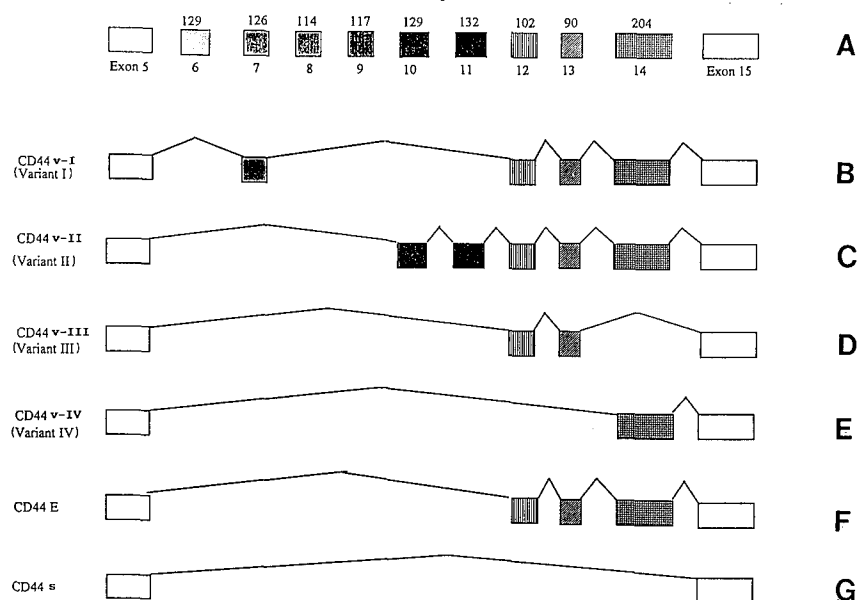 129 126 114 117 129 132 102 90 204
A
Exon 5 6 7 8 9 10 11 12 13 14 Exon 15
CD44 v-I
(Variant I)
B
CD44 v-II
(Variant II)
C
CD44 v-III
(Variant III)
D
CD44 v-IV
(Variant IV)
E
CD44 E
F
CD44 s
G